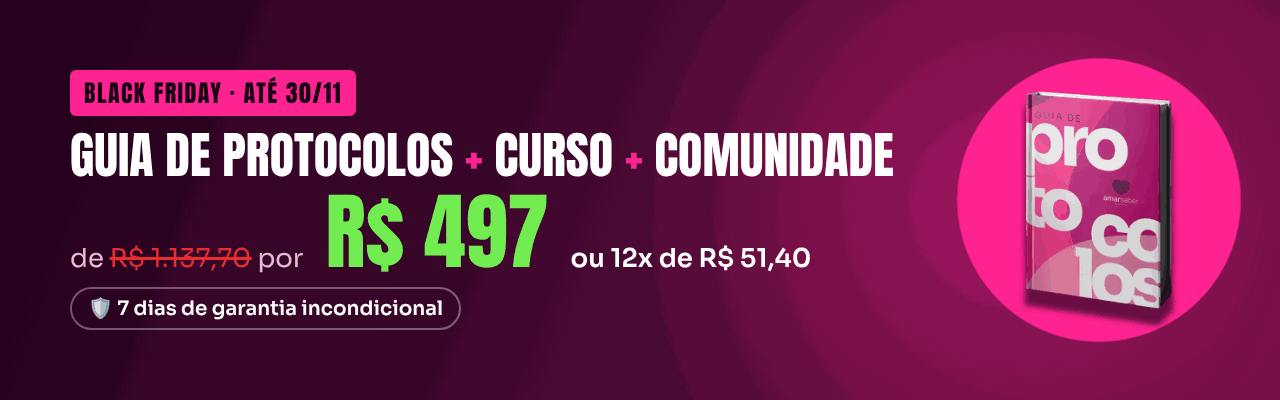 BLACK FRIDAY · ATÉ 30/11
GUIA DE PROTOCOLOS + CURSO + COMUNIDADE
de R$ 1.137,70 por R$ 497 ou 12x de R$ 51,40
7 dias de garantia incondicional
GUIA DE
pro
to co
los
amarsaber